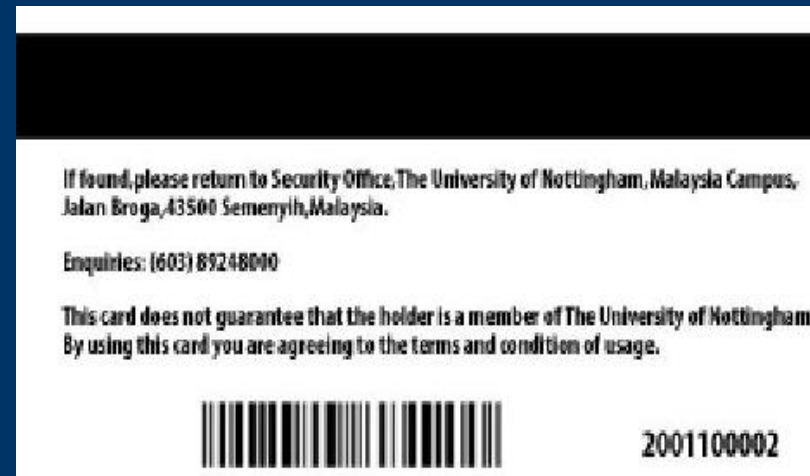 If found,please return to Security Office,The University of Nottingham,Malaysia Campus,
Jalan Broga,43500 Semenyih,Malaysia.
Enquiries: (603) 89248000
This card does not guarantee that the holder is a member of The University of Nottingham
By using this card you are agreeing to the terms and condition of usage.
2001100002